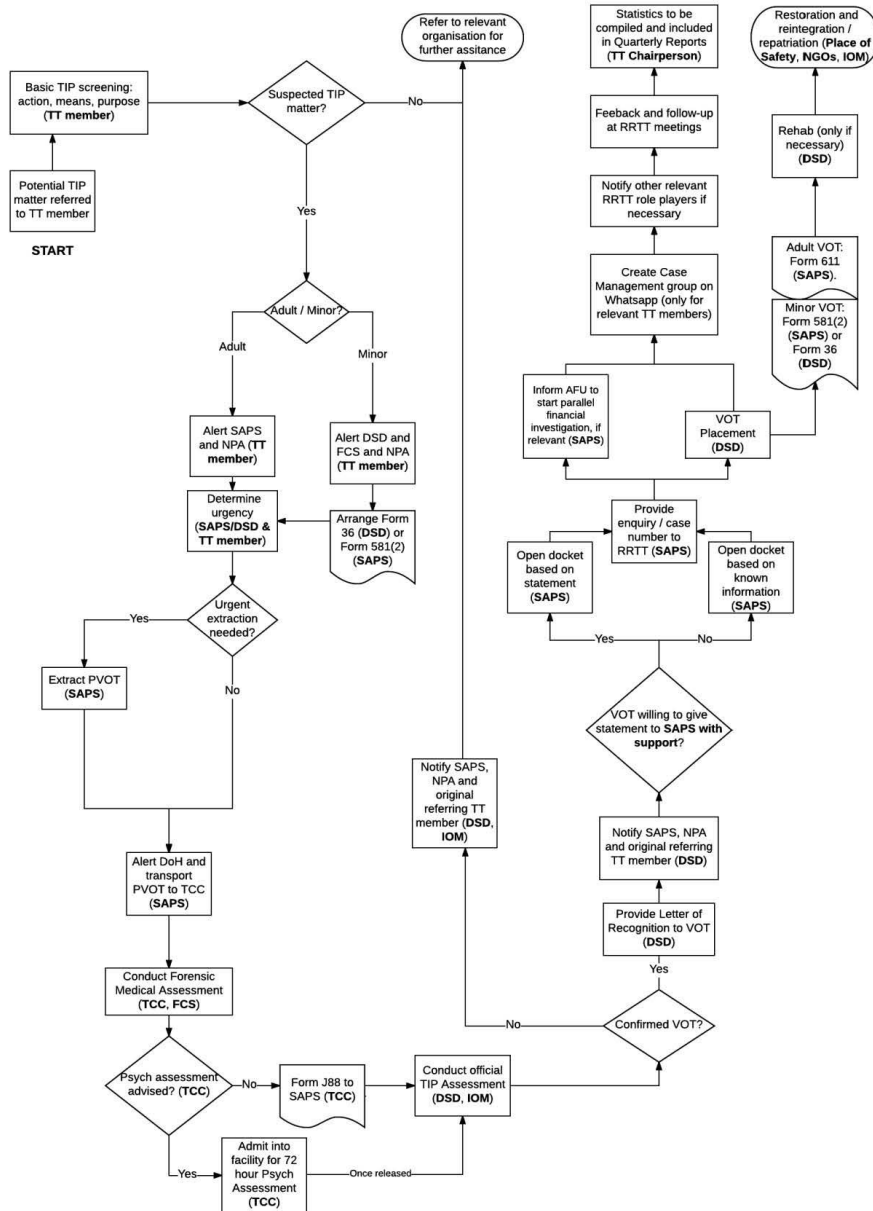 Potential TIP
matter referred
to TT member
START
Basic TIP screening:
action, means, purpose
(TT member)
Suspected TIP
matter?
No
Refer to relevant
organisation for
further assitance
Yes
Adult / Minor?
Adult
Minor
Alert SAPS
and NPA (TT
member)
Alert DSD and
FCS and NPA
(TT member)
Determine
urgency
(SAPS/DSD &
TT member)
Arrange Form
36 (DSD) or
Form 581(2)
(SAPS)
Urgent
extraction
needed?
Yes
No
Extract PVOT
(SAPS)
Alert DoH and
transport
PVOT to TCC
(SAPS)
Conduct Forensic
Medical Assessment
(TCC, FCS)
Psych assessment
advised? (TCC)
No
Form J88 to
SAPS (TCC)
Yes
Admit into
facility for 72
hour Psych
Assessment
(TCC)
Once released
Conduct official
TIP Assessment
(DSD, IOM)
Confirmed VOT?
No
Notify SAPS,
NPA and
original
referring TT
member (DSD,
IOM)
Yes
Provide Letter of
Recognition to VOT
(DSD)
Notify SAPS, NPA
and original referring
TT member (DSD)
VOT willing to give
statement to SAPS with
support?
Yes
No
Open docket
based on
statement
(SAPS)
Open docket
based on
known
information
(SAPS)
Provide
enquiry / case
number to
RRTT (SAPS)
Inform AFU to
start parallel
financial
investigation, if
relevant (SAPS)
VOT
Placement
(DSD)
Create Case
Management group on
Whatsapp (only for
relevant TT members)
Notify other relevant
RRTT role players if
necessary
Feeback and follow-up
at RRTT meetings
Statistics to be
compiled and included
in Quarterly Reports
(TT Chairperson)
Minor VOT:
Form 581(2)
(SAPS) or
Form 36
(DSD)
Adult VOT:
Form 611
(SAPS).
Rehab (only if
necessary)
(DSD)
Restoration and
reintegration /
repatriation (Place of
Safety, NGOs, IOM)